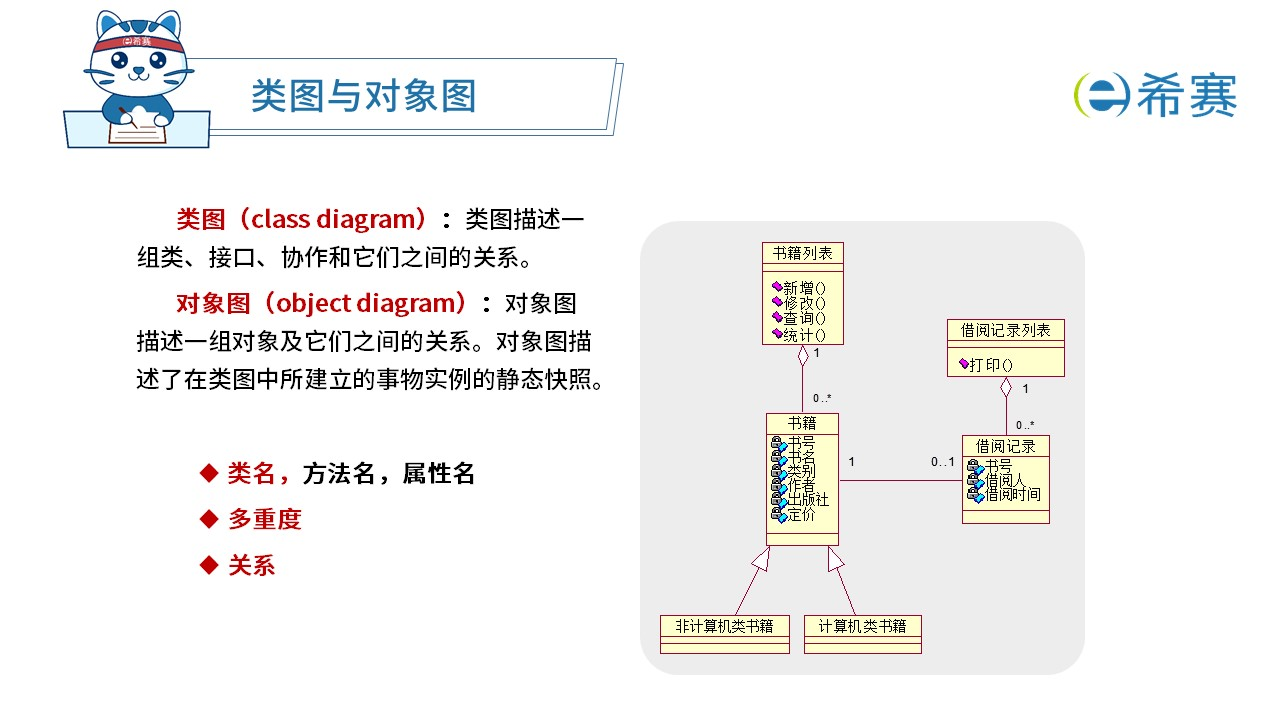 希赛
类图与对象图
希赛
类图（class diagram）：类图描述一
组类、接口、协作和它们之间的关系。
对象图（object diagram）：对象图
描述一组对象及它们之间的关系。对象图描
述了在类图中所建立的事物实例的静态快照。
类名，方法名，属性名
多重度
关系
书籍列表
新增()
修改()
查询()
统计()
1
0..*
借阅记录列表
打印()
1
0..*
书籍
书号
书名
类别
作者
出版社
定价
1
0..1
借阅记录
书号
借阅人
借阅时间
非计算机类书籍
计算机类书籍